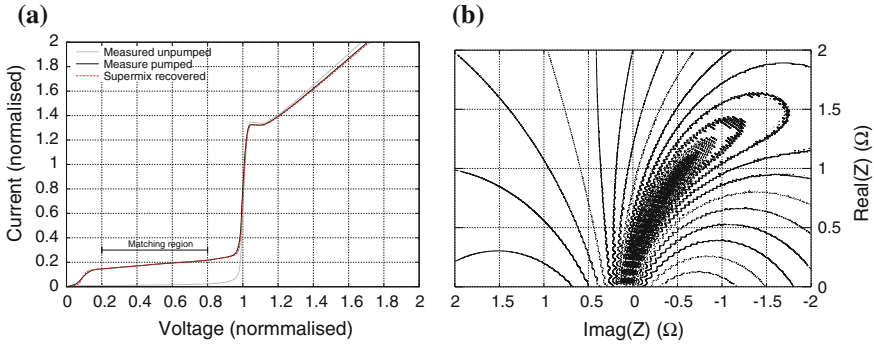 (a)
Measured unpumped
Measure pumped
Supermix recovered
Current (normalised)
2
1.8
1.6
1.4
1.2
1
0.8
0.6
0.4
0.2
0
Matching region
0 0.2 0.4 0.6 0.8 1 1.2 1.4 1.6 1.8 2
Voltage (normmalised)
(b)
2
1.5
1
0.5
0
Real(Z) (Ω)
2 1.5 1 0.5 0 -0.5 -1 -1.5 -2
Imag(Z) (Ω)